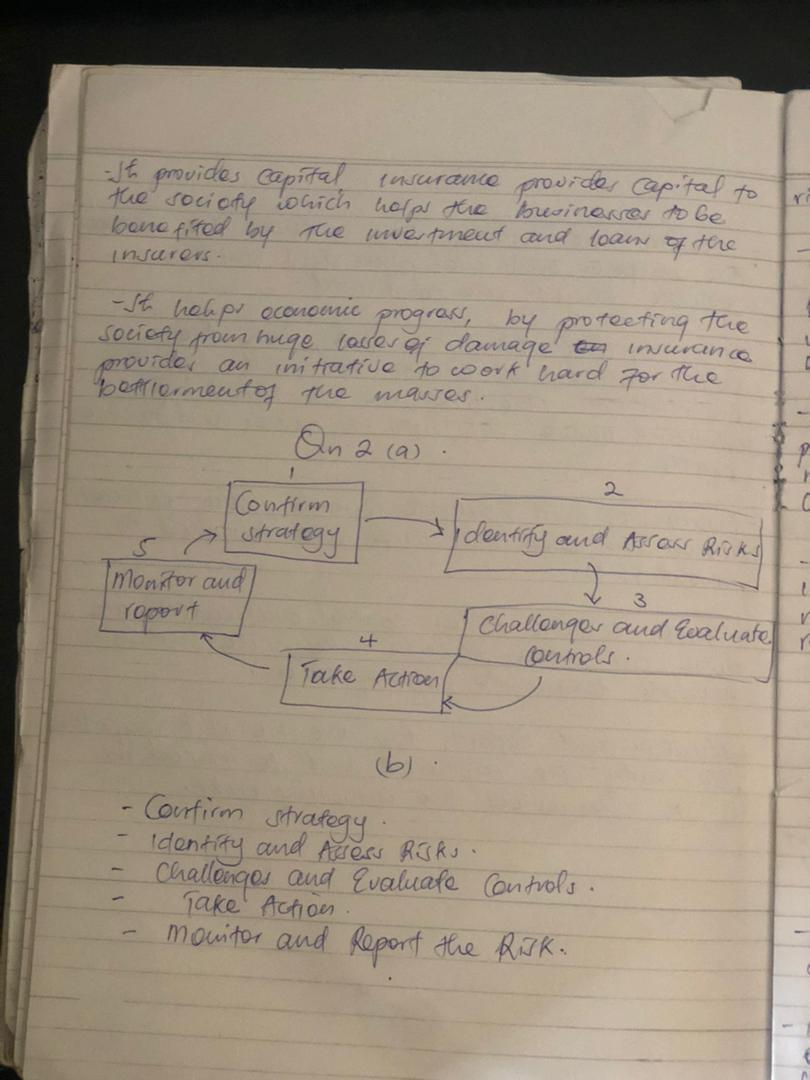 -It provides capital insurance provides capital to
the society which helps the businesses to be
benefited by the investment and loans of the
insurers.
-It helps economic progress, by protecting the
society from huge losses of damage insurance
provides an initiative to work hard for the
betterment of the masses.
Qn 2 (a).
1
Confirm
strategy
2
Identify and Assess Risks
3
Challenges and Evaluate
Controls.
4
Take Action
5
Monitor and
report
(b).
- Confirm strategy.
- Identify and Assess Risks.
- Challenges and Evaluate Controls.
- Take Action.
- Monitor and Report the Risk.